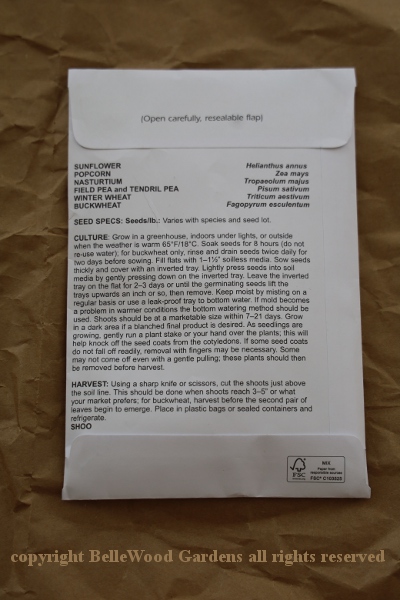 (Open carefully, resealable flap)
SUNFLOWER Helianthus annus
POPCORN Zea mays
NASTURTIUM Tropaeolum majus
FIELD PEA and TENDRIL PEA Pisum sativum
WINTER WHEAT Triticum aestivum
BUCKWHEAT Fagopyrum esculentum
SEED SPECS: Seeds/lb.: Varies with species and seed lot.
CULTURE: Grow in a greenhouse, indoors under lights, or outside
when the weather is warm 65°F/18°C. Soak seeds for 8 hours (do not
re-use water); for buckwheat only, rinse and drain seeds twice daily for
two days before sowing. Fill flats with 1–1½" soilless media. Sow seeds
thickly and cover with an inverted tray. Lightly press seeds into soil
media by gently pressing down on the inverted tray. Leave the inverted
tray on the flat for 2–3 days or until the germinating seeds lift the
trays upwards an inch or so, then remove. Keep moist by misting on a
regular basis or use a leak-proof tray to bottom water. If mold becomes
a problem in warmer conditions the bottom watering method should be
used. Shoots should be at a marketable size within 7–21 days. Grow
in a dark area if a blanched final product is desired. As seedlings are
growing, gently run a plant stake or your hand over the plants; this will
help knock off the seed coats from the cotyledons. If some seed coats
do not fall off readily, removal with fingers may be necessary. Some
may not come off even with a gentle pulling; these plants should then
be removed before harvest.
HARVEST: Using a sharp knife or scissors, cut the shoots just above
the soil line. This should be done when shoots reach 3–5" or what
your market prefers; for buckwheat, harvest before the second pair of
leaves begin to emerge. Place in plastic bags or sealed containers and
refrigerate.
SHOO
FSC
MIX
Paper from
responsible sources
copyright BelleWood Gardens all rights reserved